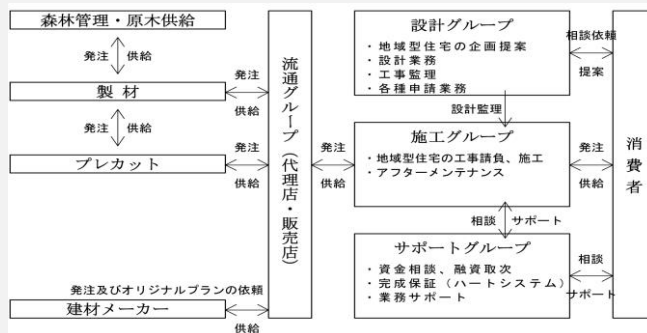 森林管理・原木供給
発注 供給
製材
発注 供給
プレカット
発注及びオリジナルプランの依頼
建材メーカー
発注
供給
発注
供給
供給
流通グループ（代理店・販売店）
発注
供給
設計グループ
・地域型住宅の企画提案
・設計業務
・工事監理
・各種申請業務
設計監理
施工グループ
・地域型住宅の工事請負、施工
・アフターメンテナンス
相談 サポート
サポートグループ
・資金相談、融資取次
・完成保証（ハートシステム）
・業務サポート
相談依頼
提案
発注
供給
相談
サポート
消費者